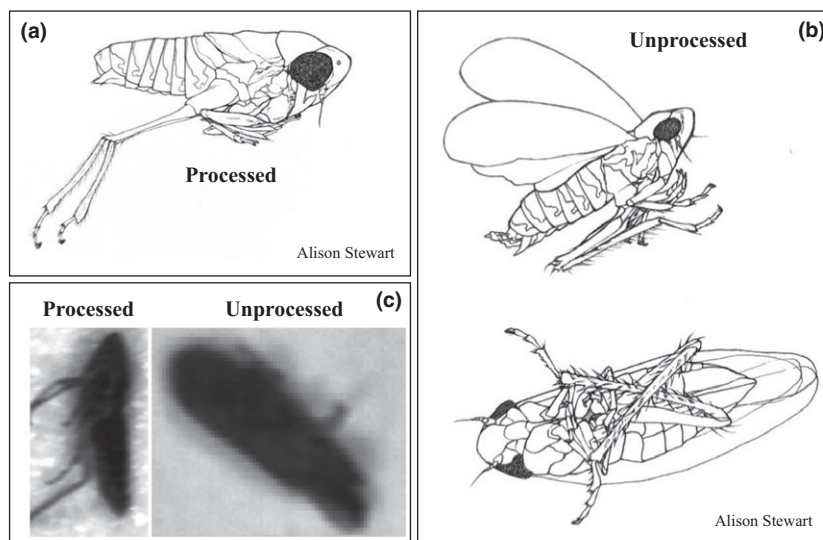 (a)
Processed
Alison Stewart
(b)
Unprocessed
Alison Stewart
(c)
Processed
Unprocessed